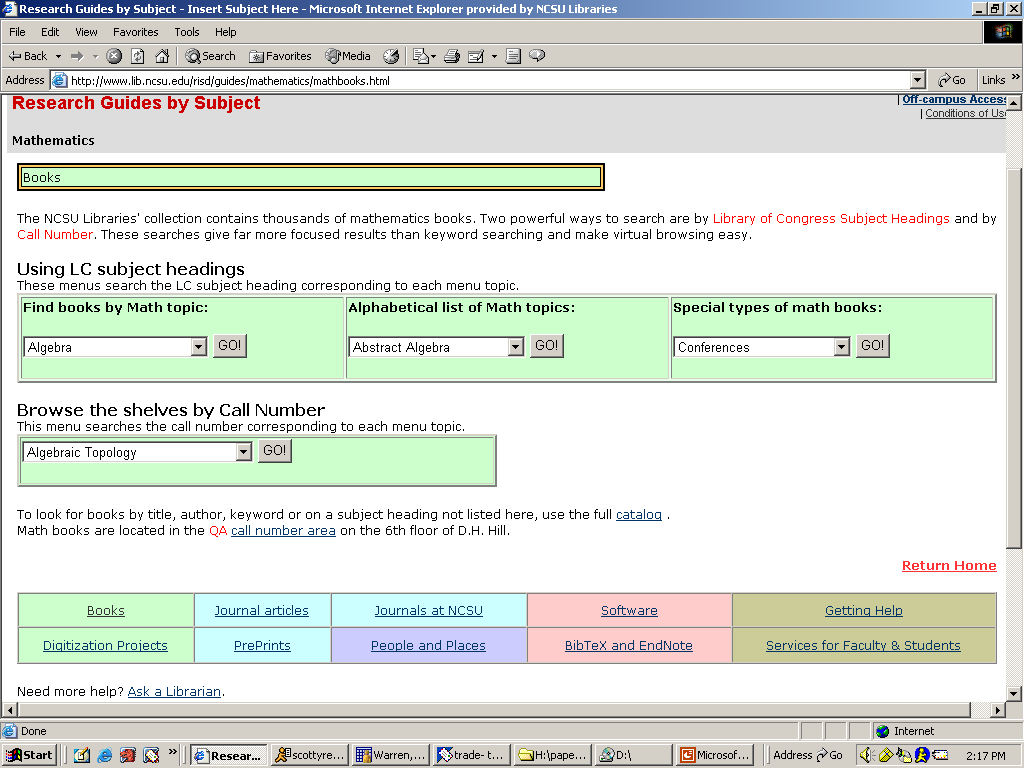 Research Guides by Subject - Insert Subject Here - Microsoft Internet Explorer provided by NCSU Libraries
File Edit View Favorites Tools Help
Back Search Favorites Media
Address http://www.lib.ncsu.edu/risd/guides/mathematics/mathbooks.html Go Links »
Research Guides by Subject | Off-campus Access
| Conditions of Us
Mathematics
Books
The NCSU Libraries' collection contains thousands of mathematics books. Two powerful ways to search are by Library of Congress Subject Headings and by
Call Number. These searches give far more focused results than keyword searching and make virtual browsing easy.
Using LC subject headings
These menus search the LC subject heading corresponding to each menu topic.
Find books by Math topic: Alphabetical list of Math topics: Special types of math books:
Algebra GO! Abstract Algebra GO! Conferences GO!
Browse the shelves by Call Number
This menu searches the call number corresponding to each menu topic.
Algebraic Topology GO!
To look for books by title, author, keyword or on a subject heading not listed here, use the full catalog .
Math books are located in the QA call number area on the 6th floor of D.H. Hill.
Return Home
Books Journal articles Journals at NCSU Software Getting Help
Digitization Projects PrePrints People and Places BibTeX and EndNote Services for Faculty & Students
Need more help? Ask a Librarian.
Done Internet
Start » Resear... scottyre... Warren,... trade- t... H:\pape... D:\ Microsof... Address Go 2:17 PM